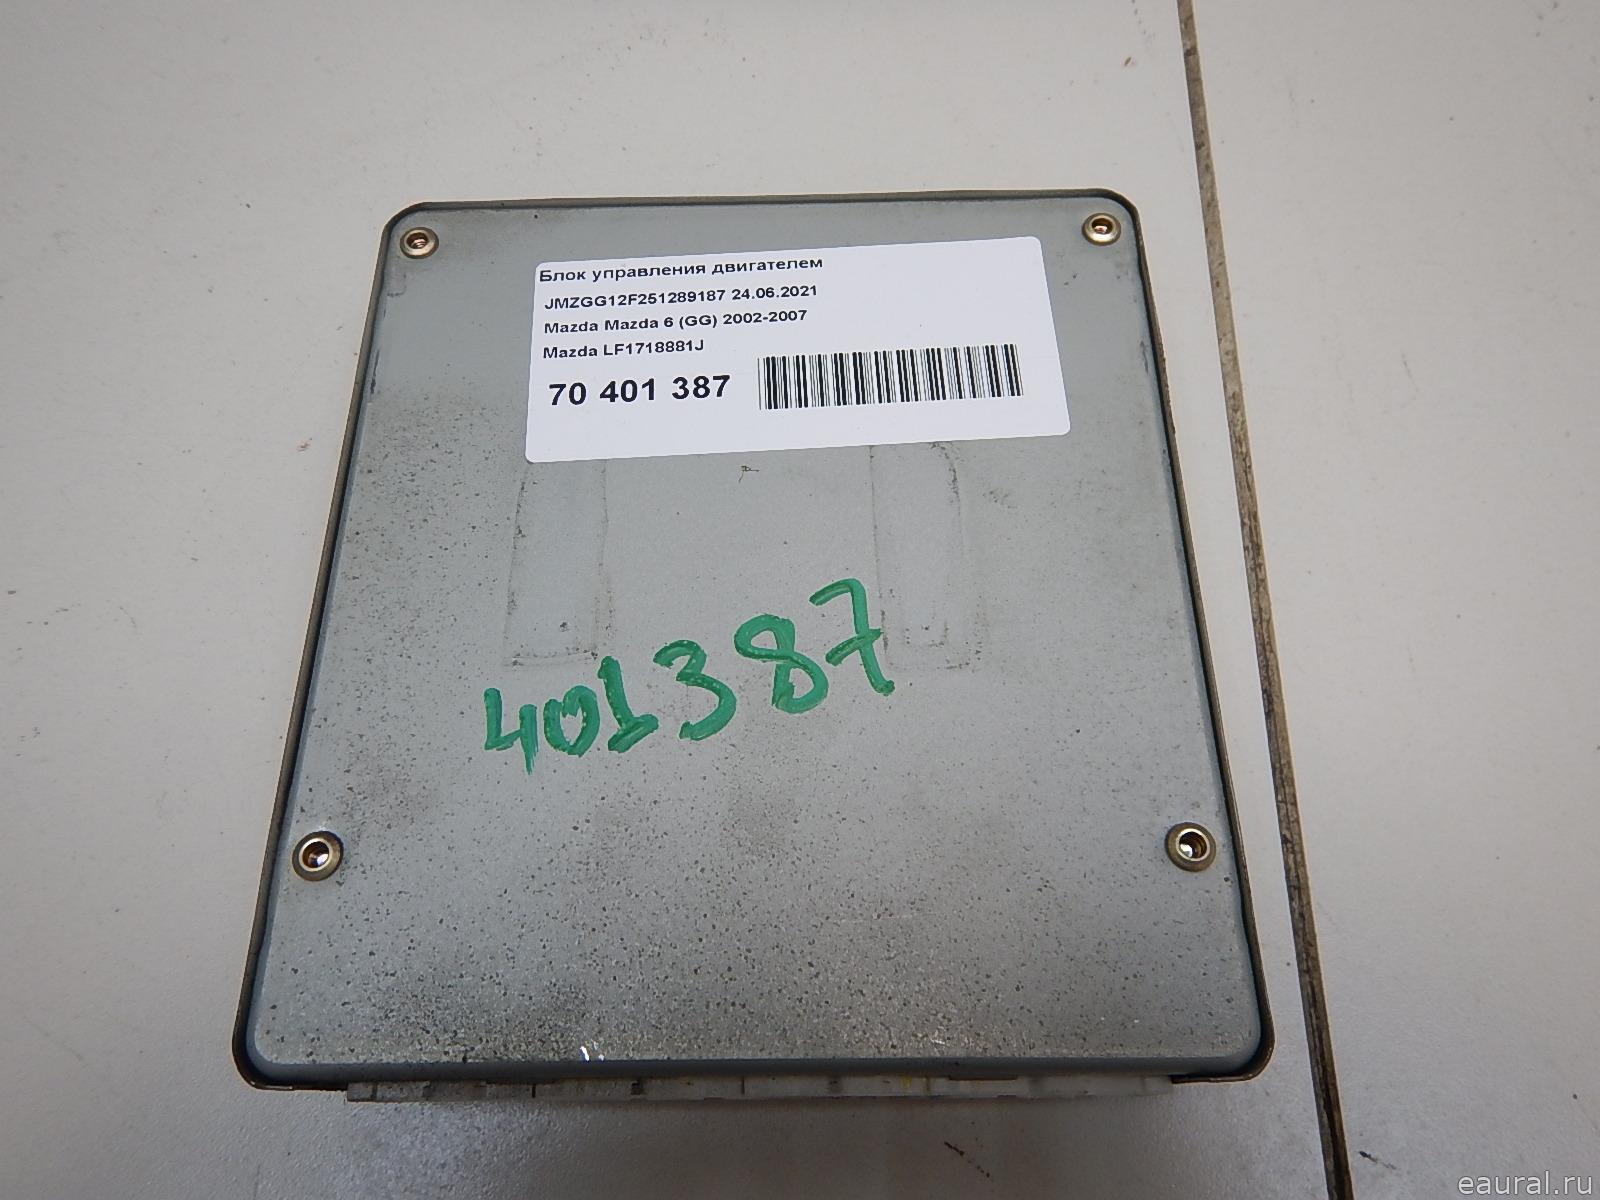 Блок управления двигателем
JMZGG12F251289187 24.06.2021
Mazda Mazda 6 (GG) 2002-2007
Mazda LF1718881J
70 401 387
401387
eaural.ru